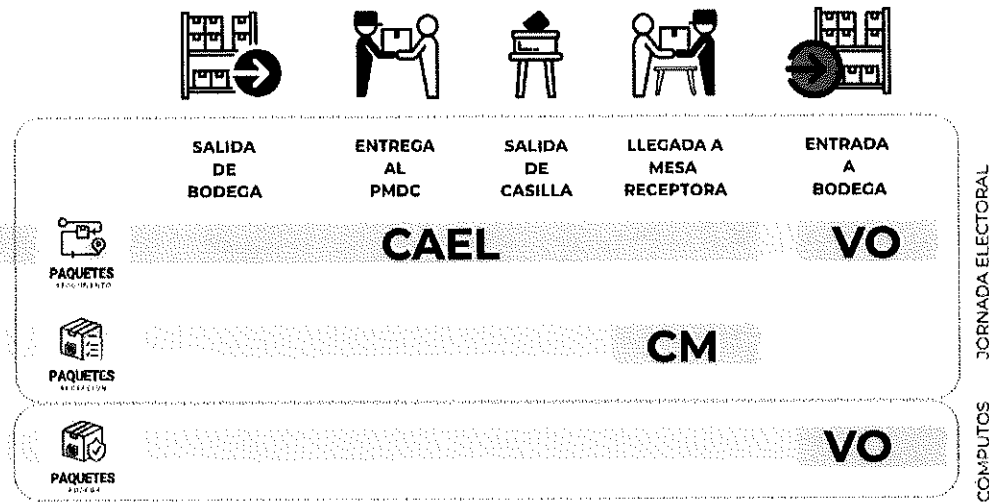 SALIDA
DE
BODEGA
ENTREGA
AL
PMDC
SALIDA
DE
CASILLA
LLEGADA A
MESA
RECEPTORA
ENTRADA
A
BODEGA
PAQUETES
SEGUIMIENTO
CAEL
VO
PAQUETES
CM
JORNADA ELECTORAL
PAQUETES
VO
CÓMPUTOS